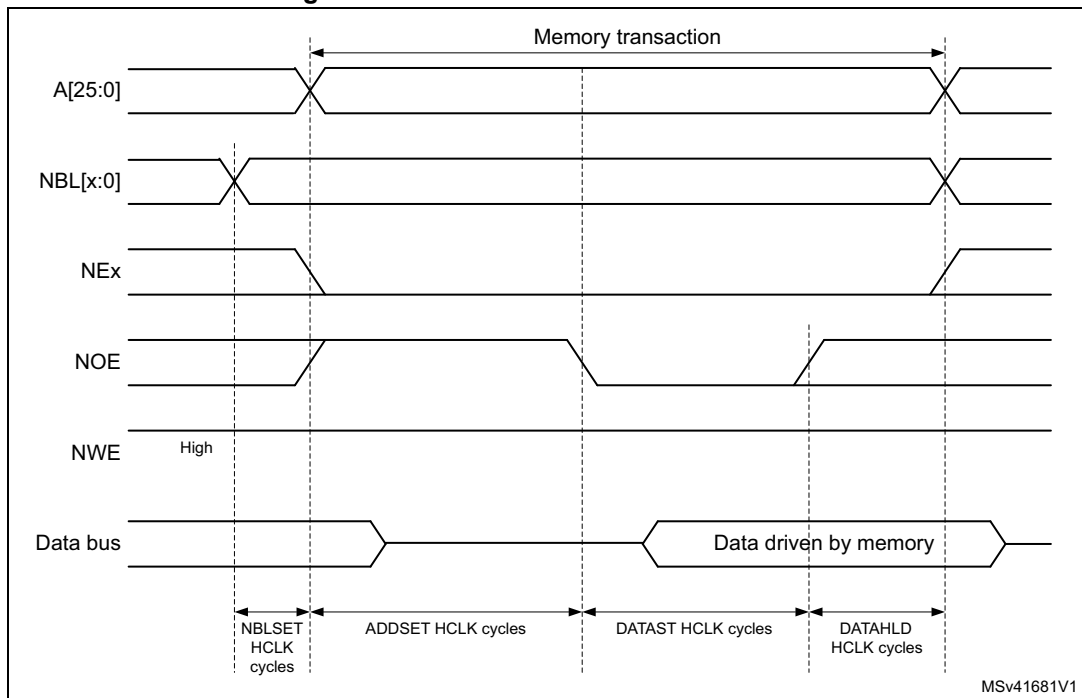 Memory transaction
A[25:0]
NBL[x:0]
NEx
NOE
High
NWE
Data bus
Data driven by memory
NBLSET
HCLK
cycles
ADDSET HCLK cycles
DATAST HCLK cycles
DATAHLD
HCLK cycles
MSv41681V1